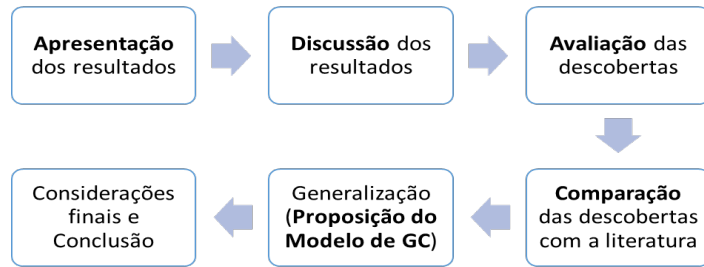 Apresentação
dos resultados
Discussão dos
resultados
Avaliação das
descobertas
Comparação
das descobertas
com a literatura
Generalização
(Proposição do
Modelo de GC)
Considerações
finais e
Conclusão